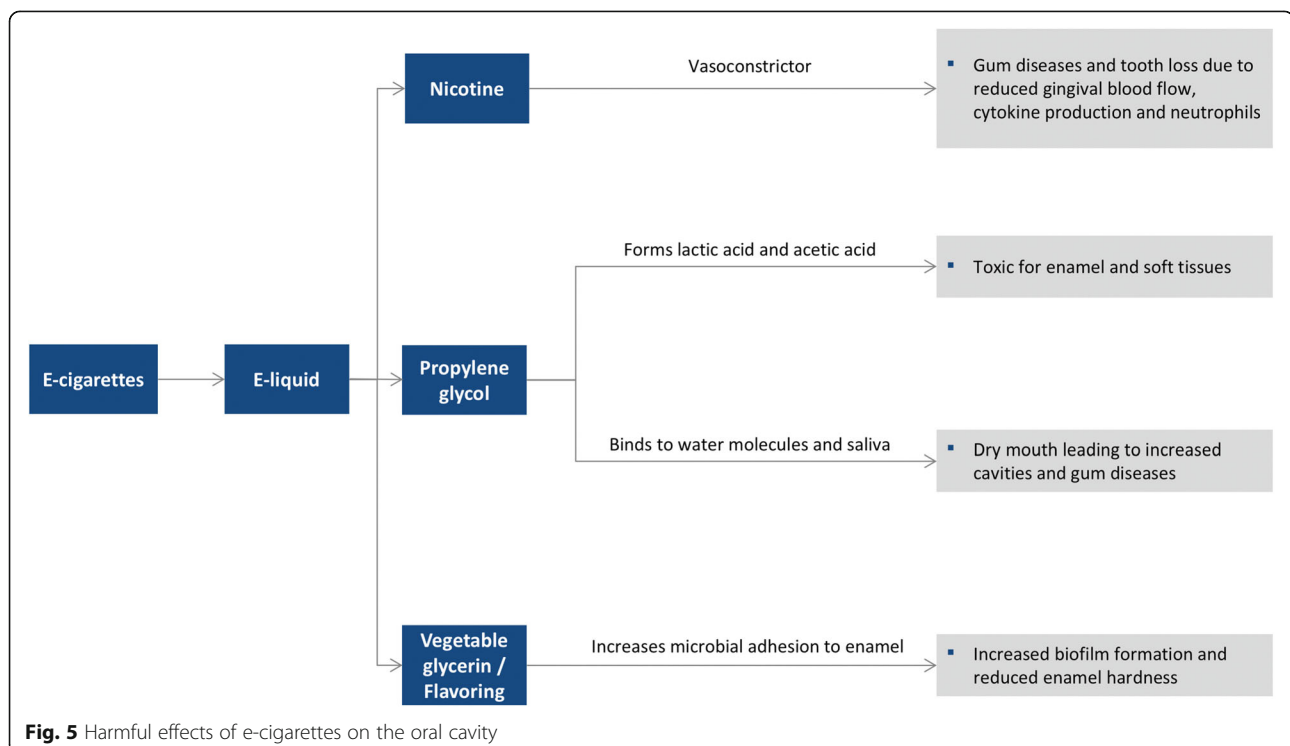 Vasoconstrictor
Nicotine
▪ Gum diseases and tooth loss due to
reduced gingival blood flow,
cytokine production and neutrophils
Forms lactic acid and acetic acid
▪ Toxic for enamel and soft tissues
E-cigarettes
E-liquid
Propylene
glycol
Binds to water molecules and saliva
▪ Dry mouth leading to increased
cavities and gum diseases
Vegetable
glycerin /
Flavoring
Increases microbial adhesion to enamel
▪ Increased biofilm formation and
reduced enamel hardness
Fig. 5 Harmful effects of e-cigarettes on the oral cavity